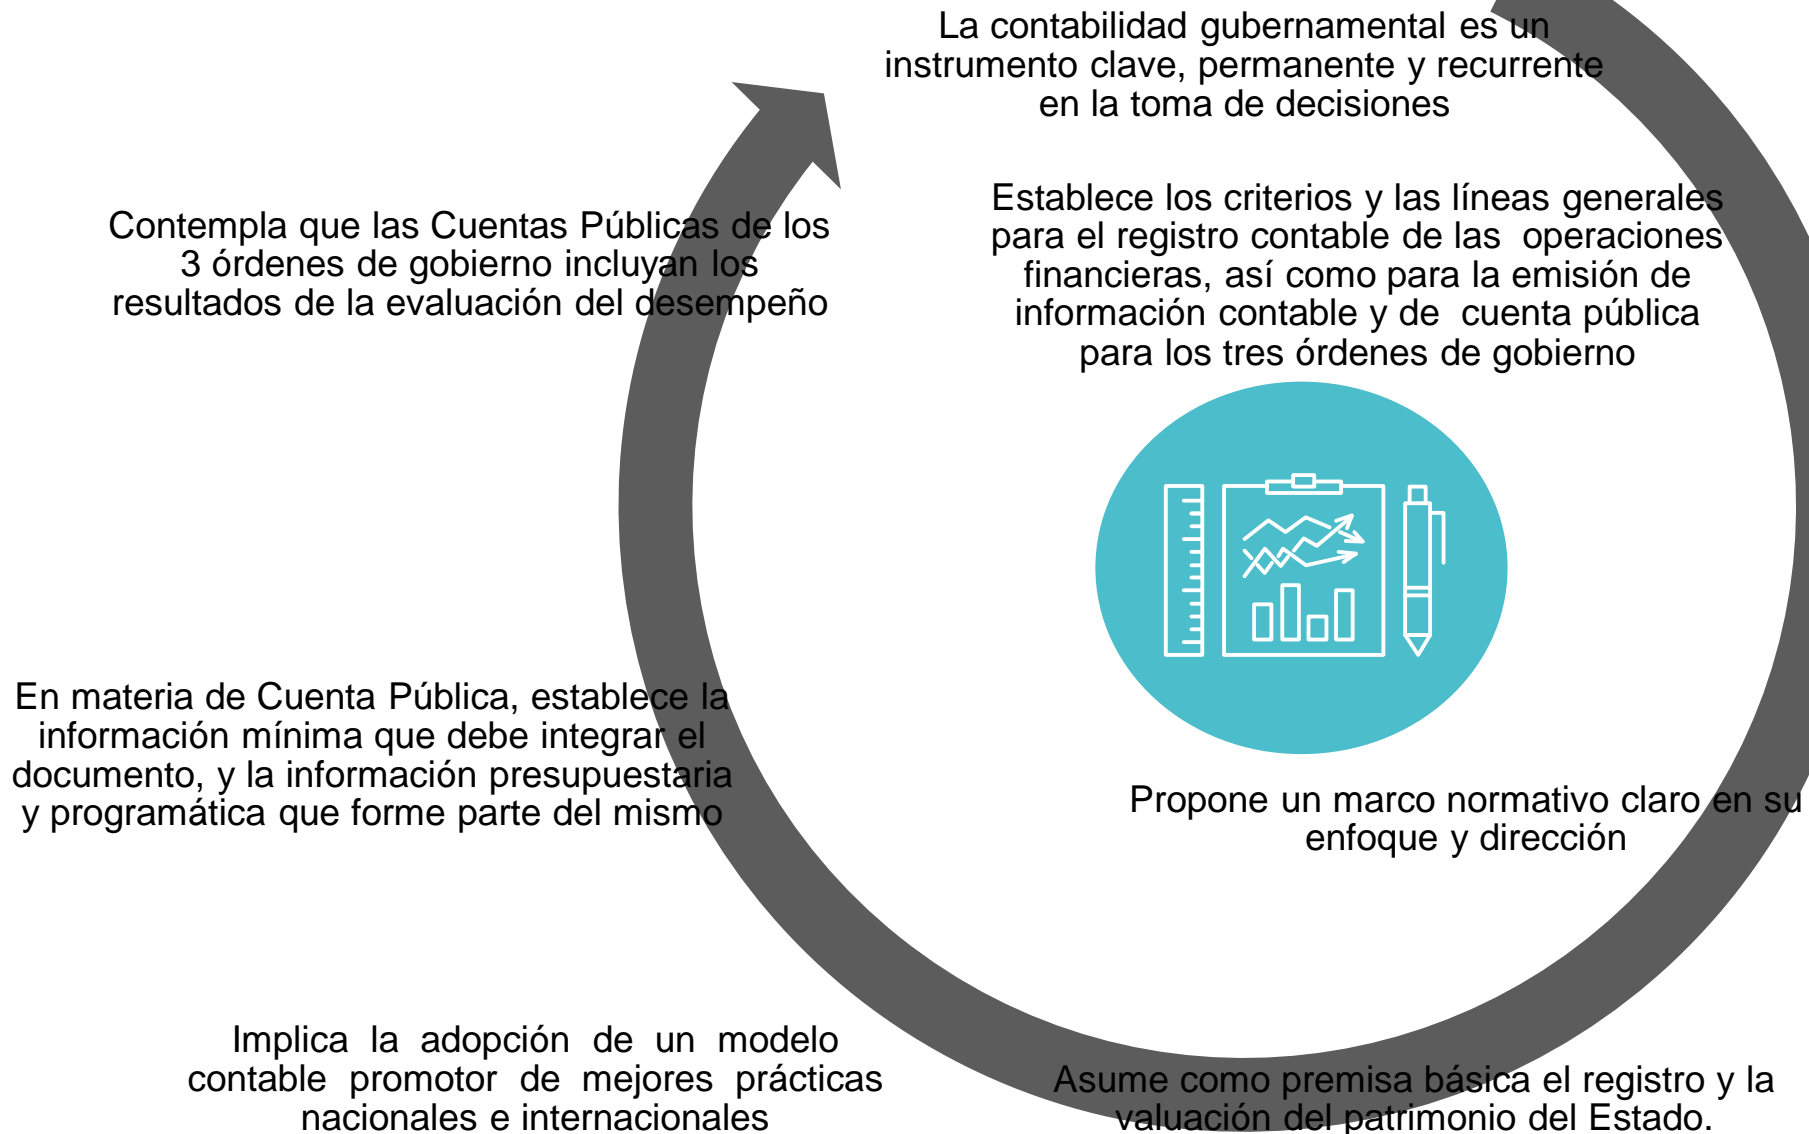 La contabilidad gubernamental es un
instrumento clave, permanente y recurrente
en la toma de decisiones
Establece los criterios y las líneas generales
para el registro contable de las operaciones
financieras, así como para la emisión de
información contable y de cuenta pública
para los tres órdenes de gobierno
Propone un marco normativo claro en su
enfoque y dirección
Asume como premisa básica el registro y la
valuación del patrimonio del Estado.
Implica la adopción de un modelo
contable promotor de mejores prácticas
nacionales e internacionales
En materia de Cuenta Pública, establece la
información mínima que debe integrar el
documento, y la información presupuestaria
y programática que forme parte del mismo
Contempla que las Cuentas Públicas de los
3 órdenes de gobierno incluyan los
resultados de la evaluación del desempeño